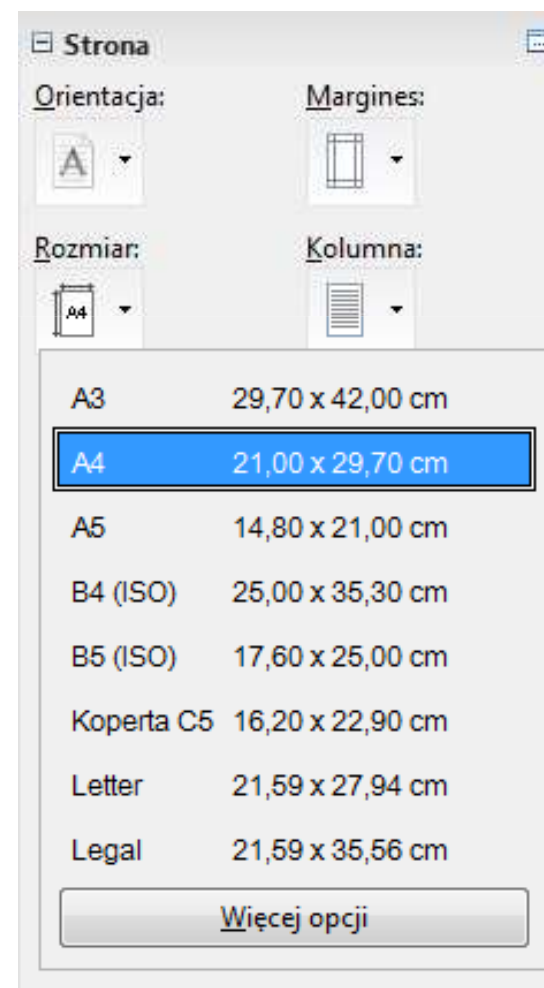 Strona
Orientacja: Margines:
A
Rozmiar: Kolumna:
A4
A3 29,70 x 42,00 cm
A4 21,00 x 29,70 cm
A5 14,80 x 21,00 cm
B4 (ISO) 25,00 x 35,30 cm
B5 (ISO) 17,60 x 25,00 cm
Koperta C5 16,20 x 22,90 cm
Letter 21,59 x 27,94 cm
Legal 21,59 x 35,56 cm
Więcej opcji